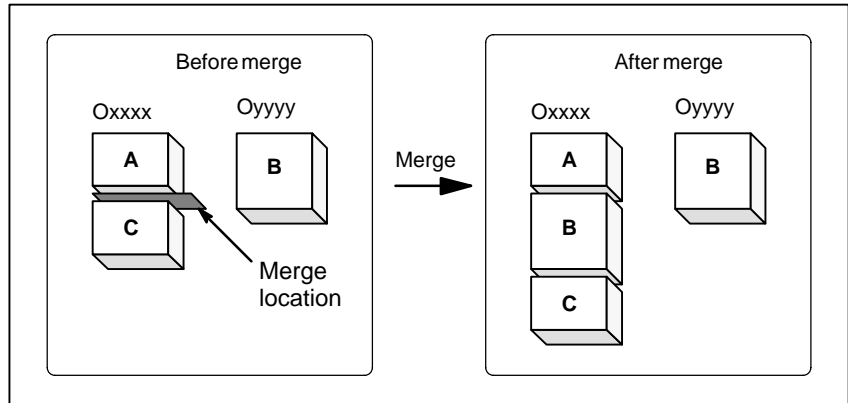 Before merge
Oxxxx
Oyyyy
A
B
C
Merge
location
Merge
After merge
Oxxxx
Oyyyy
A
B
B
C